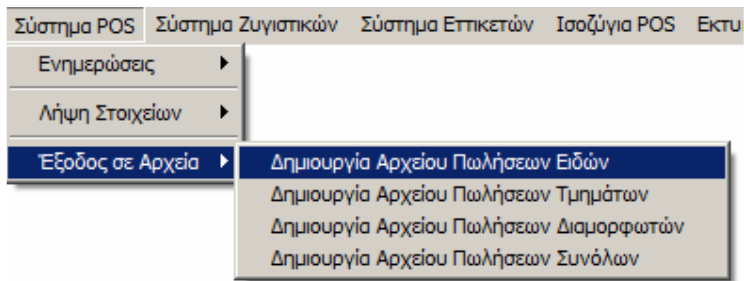 Σύστημα POS Σύστημα Ζυγιστικών Σύστημα Εττικετών Ισοζύγια POS
Ενημερώσεις
Λήψη Στοιχείων
Έξοδος σε Αρχεία Δημιουργία Αρχείου Πωλήσεων Ειδών
Δημιουργία Αρχείου Πωλήσεων Τμημάτων
Δημιουργία Αρχείου Πωλήσεων Διαμορφωτών
Δημιουργία Αρχείου Πωλήσεων Συνόλων